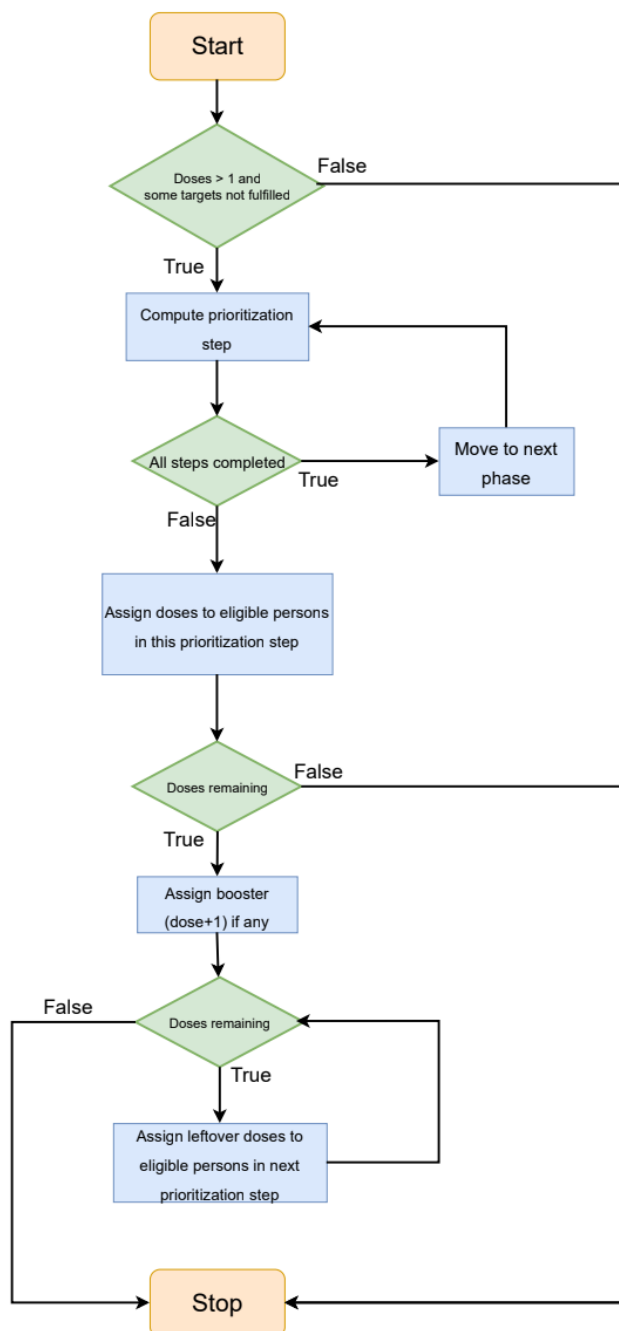 Start
Doses > 1 and
some targets not fulfilled
False
True
Compute prioritization
step
All steps completed
True
Move to next
phase
False
Assign doses to eligible persons
in this prioritization step
Doses remaining
False
True
Assign booster
(dose+1) if any
False
Doses remaining
True
Assign leftover doses to
eligible persons in next
prioritization step
Stop